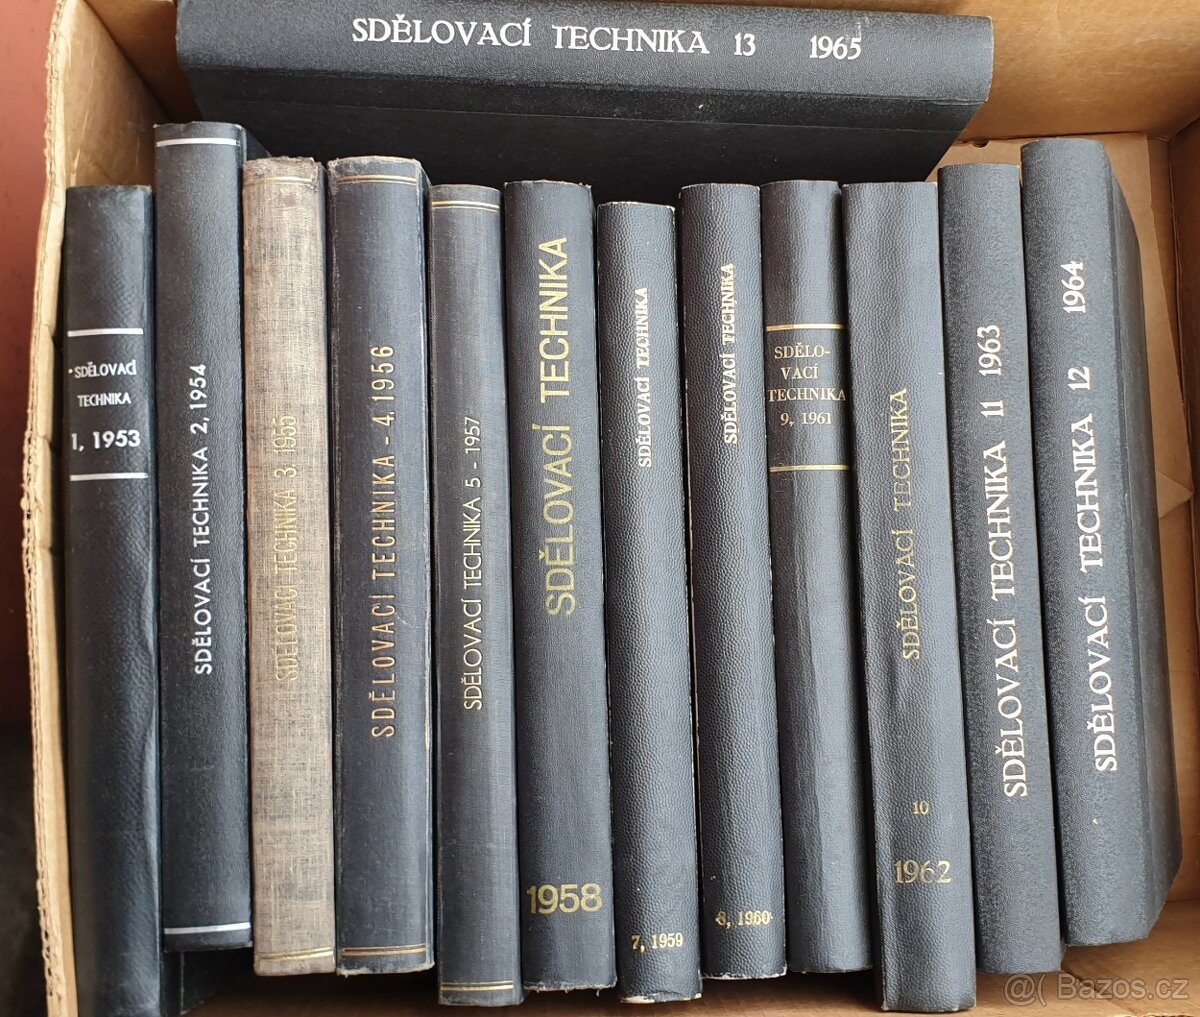 SDĚLOVACÍ TECHNIKA 13 1965
SDĚLOVACÍ
TECHNIKA
1, 1953
SDĚLOVACÍ TECHNIKA 2, 1954
SDĚLOVACÍ TECHNIKA 3, 1955
SDĚLOVACÍ TECHNIKA - 4. 1956
SDĚLOVACÍ TECHNIKA 5 - 1957
SDĚLOVACÍ TECHNIKA
1958
SDĚLOVACÍ TECHNIKA
7, 1959
SDĚLOVACÍ TECHNIKA
8, 1960
SDĚLO-
VACÍ
TECHNIKA
9, 1961
SDĚLOVACÍ TECHNIKA
10
1962
SDĚLOVACÍ TECHNIKA 11 1963
SDĚLOVACÍ TECHNIKA 12 1964
@( Bazos.cz